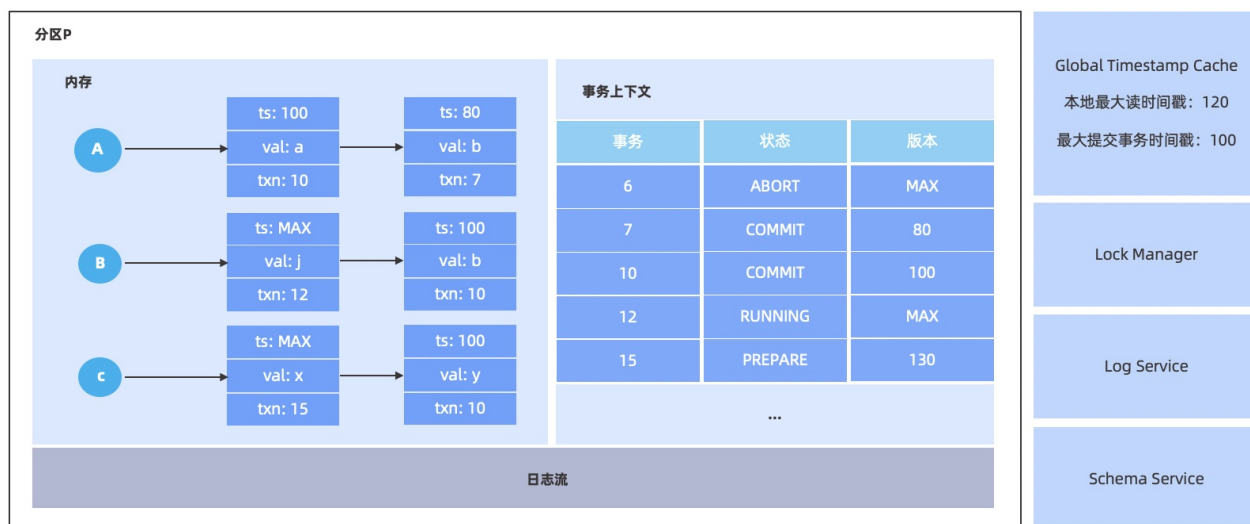 分区P
内存
A
ts: 100
val: a
txn: 10
ts: 80
val: b
txn: 7
B
ts: MAX
val: j
txn: 12
ts: 100
val: b
txn: 10
c
ts: MAX
val: x
txn: 15
ts: 100
val: y
txn: 10
事务上下文
事务 状态 版本
6 ABORT MAX
7 COMMIT 80
10 COMMIT 100
12 RUNNING MAX
15 PREPARE 130
...
日志流
Global Timestamp Cache
本地最大读时间戳：120
最大提交事务时间戳：100
Lock Manager
Log Service
Schema Service